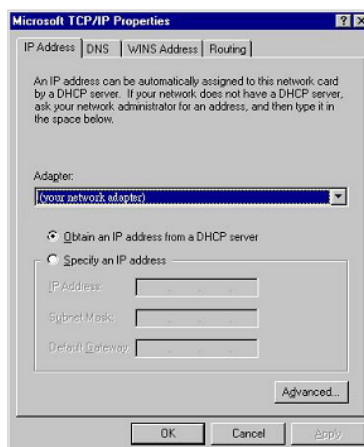 Microsoft TCP/IP Properties
IP Address DNS WINS Address Routing
An IP address can be automatically assigned to this network card
by a DHCP server. If your network does not have a DHCP server,
ask your network administrator for an address, and then type it in
the space below.
Adapter:
(your network adapter)
Obtain an IP address from a DHCP server
Specify an IP address
IP Address:
Subnet Mask:
Default Gateway:
Advanced...
OK Cancel Apply